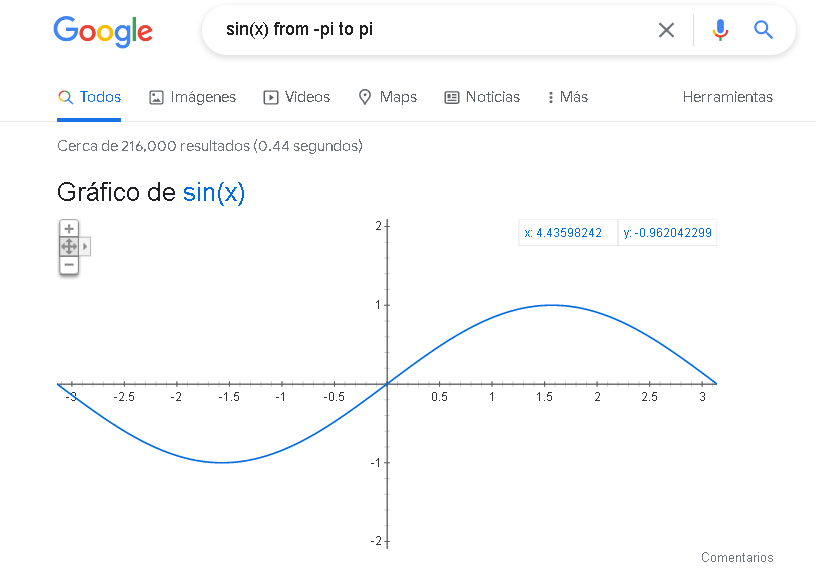 Google
sin(x) from -pi to pi
Todos Imágenes Videos Maps Noticias Más Herramientas
Cerca de 216,000 resultados (0.44 segundos)
Gráfico de sin(x)
x: 4.43598242 y: -0.962042299
2
1
-3 -2.5 -2 -1.5 -1 -0.5 0.5 1 1.5 2 2.5 3
-1
-2
Comentarios